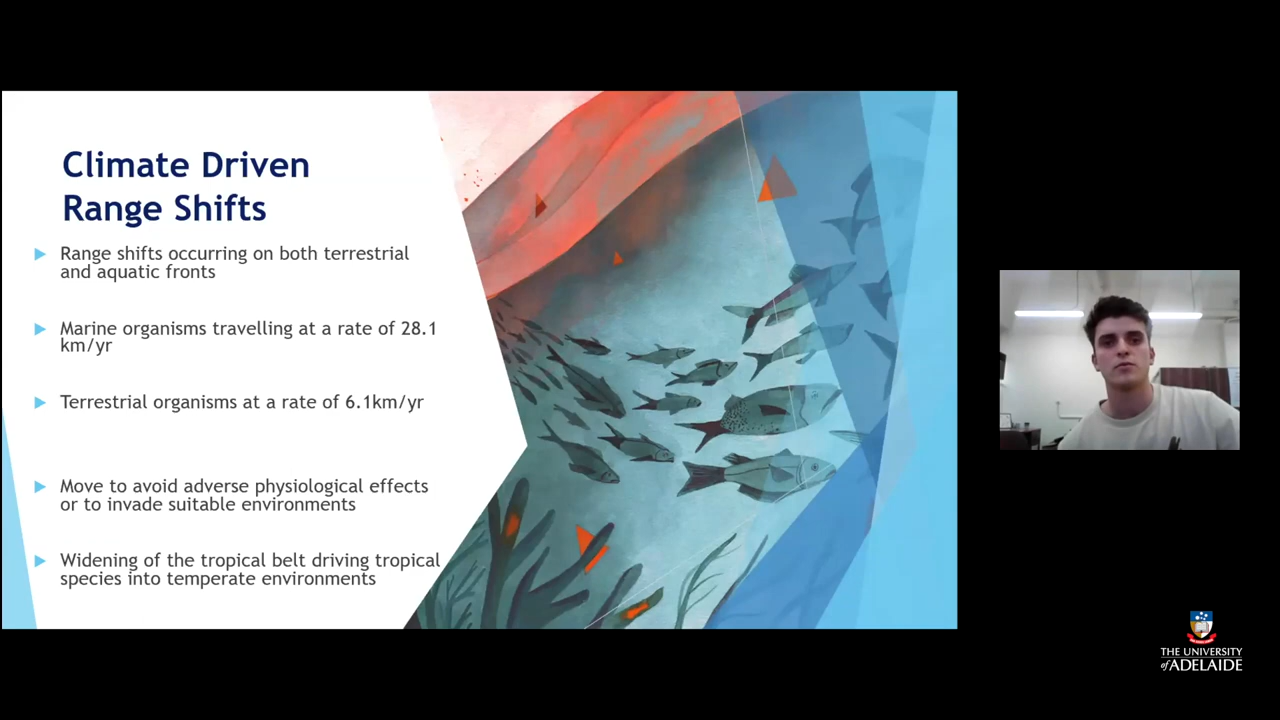 Climate Driven
Range Shifts
Range shifts occurring on both terrestrial
and aquatic fronts
Marine organisms travelling at a rate of 28.1
km/yr
Terrestrial organisms at a rate of 6.1km/yr
Move to avoid adverse physiological effects
or to invade suitable environments
Widening of the tropical belt driving tropical
species into temperate environments
THE UNIVERSITY
of ADELAIDE